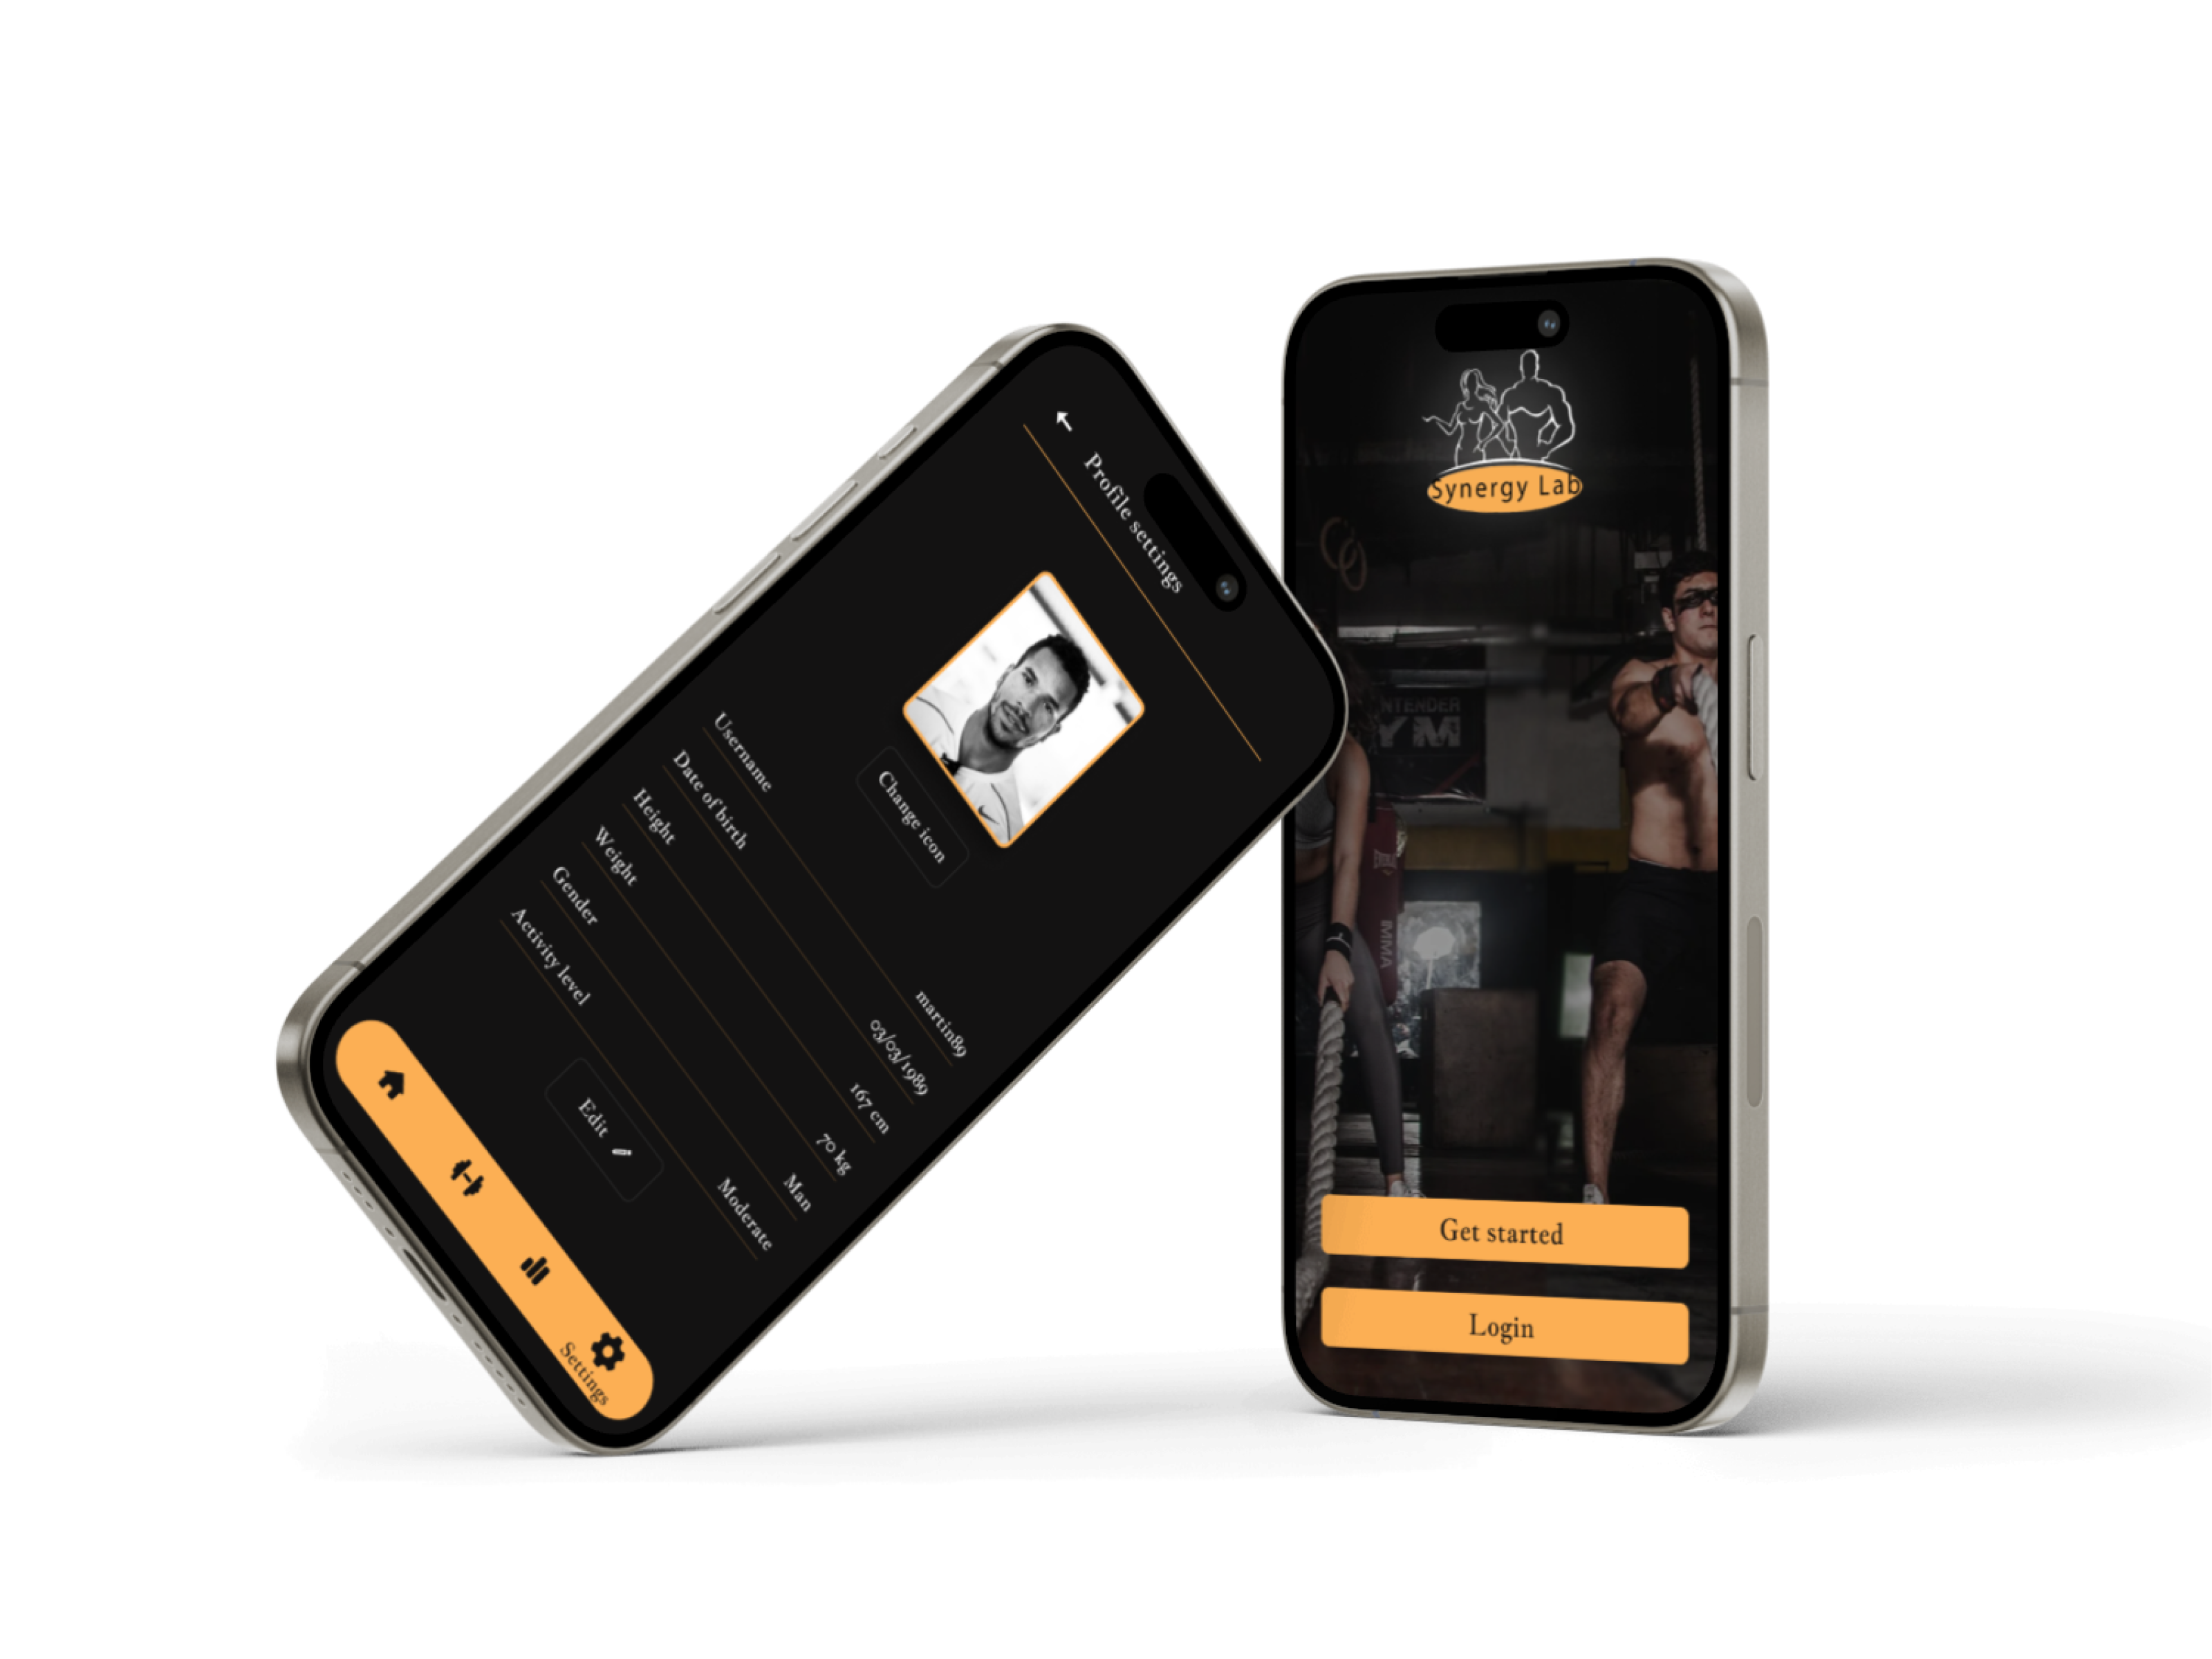 Profile settings
Change icon
Username martin89
Date of birth 03/03/1989
Height 167 cm
Weight 70 kg
Gender Man
Activity level Moderate
Edit
Settings
Synergy Lab
NTENDER
YM
MMA
Get started
Login